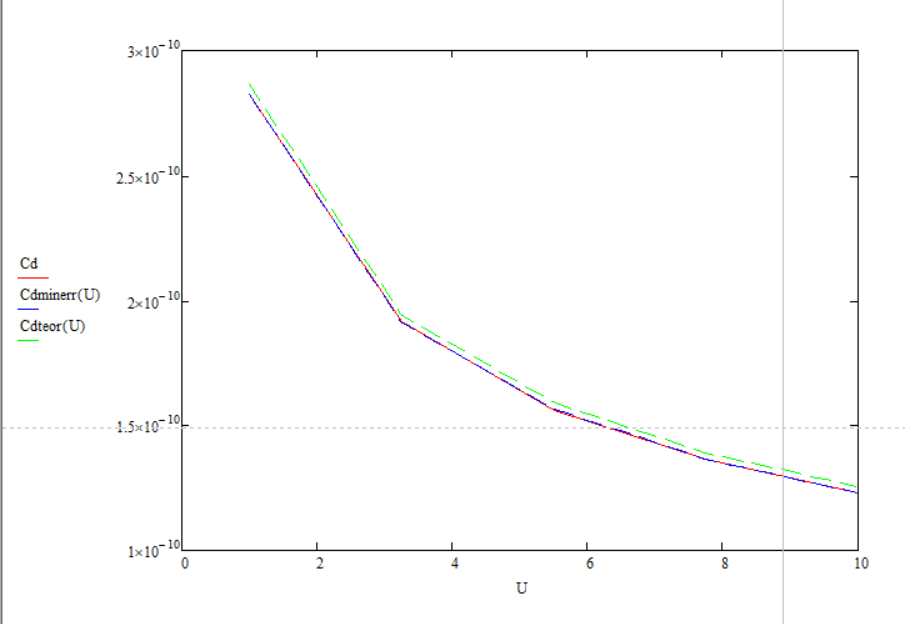 3×10⁻¹⁰
2.5×10⁻¹⁰
Cd
Cdminerr(U)
2×10⁻¹⁰
Cdteor(U)
1.5×10⁻¹⁰
1×10⁻¹⁰
0 2 4 6 8 10
U